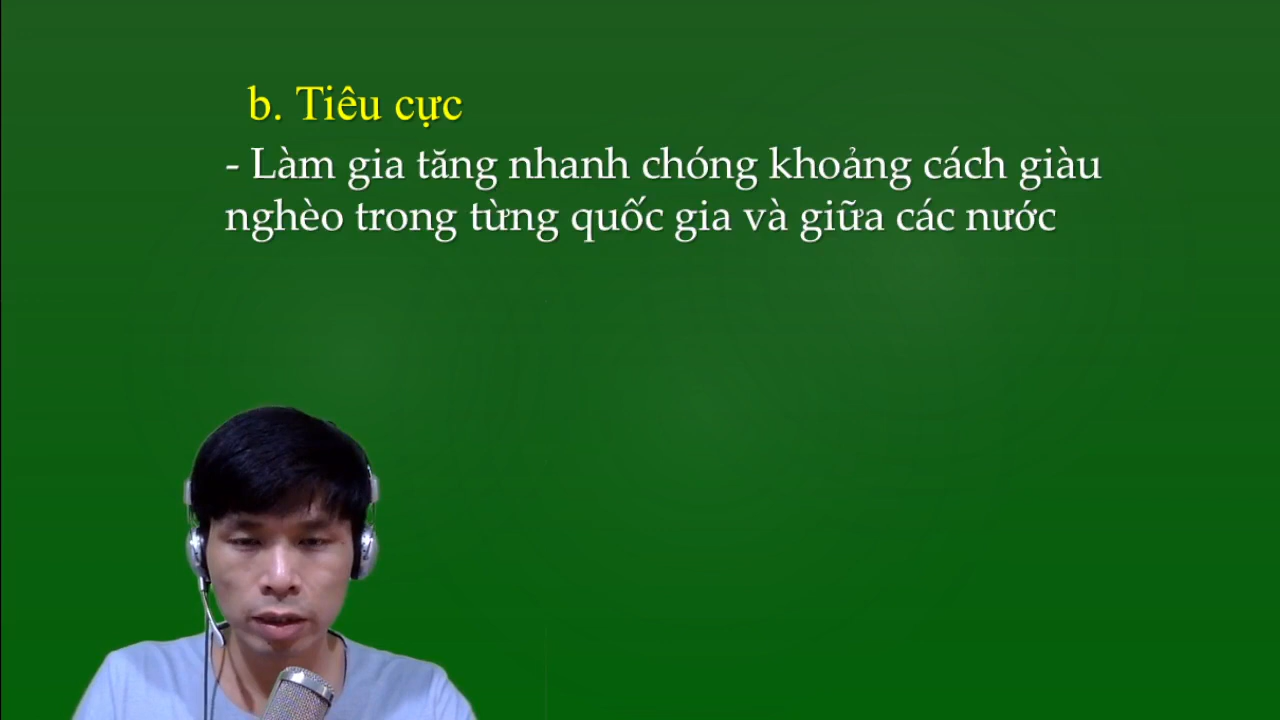 b. Tiêu cực
- Làm gia tăng nhanh chóng khoảng cách giàu
nghèo trong từng quốc gia và giữa các nước